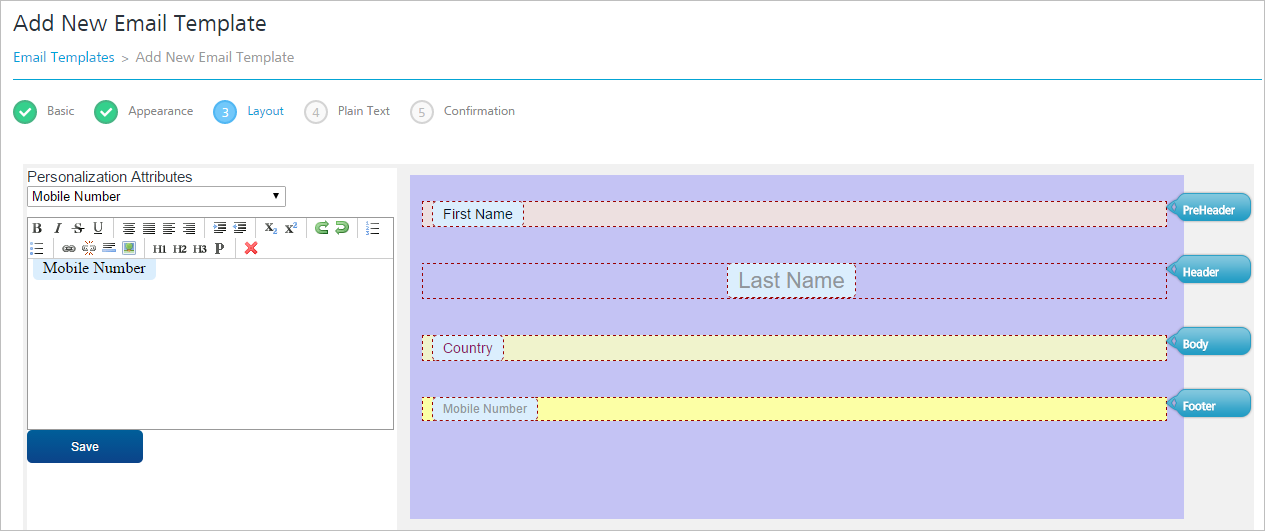 Add New Email Template
Email Templates > Add New Email Template
Basic Appearance 3 Layout 4 Plain Text 5 Confirmation
Personalization Attributes
Mobile Number
B I S U X2 X2
H1 H2 H3 P
Mobile Number
Save
First Name
PreHeader
Last Name
Header
Country
Body
Mobile Number
Footer